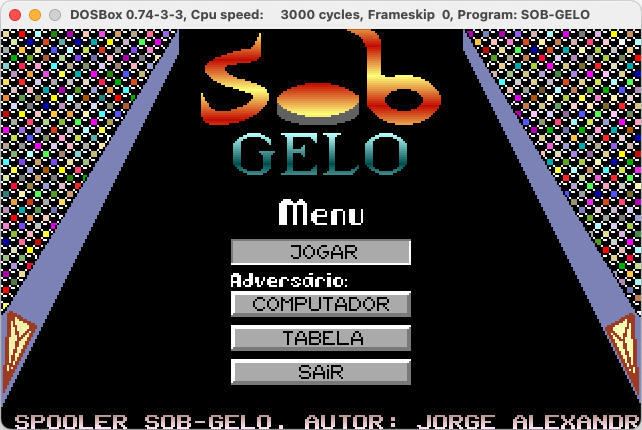 DOSBox 0.74-3-3, Cpu speed: 3000 cycles, Frameskip 0, Program: SOB-GELO
Sob
GELO
Menu
JOGAR
Adversário:
COMPUTADOR
TABELA
SAiR
SPOOLER SOB-GELO. AUTOR: JORGE ALEXANDR